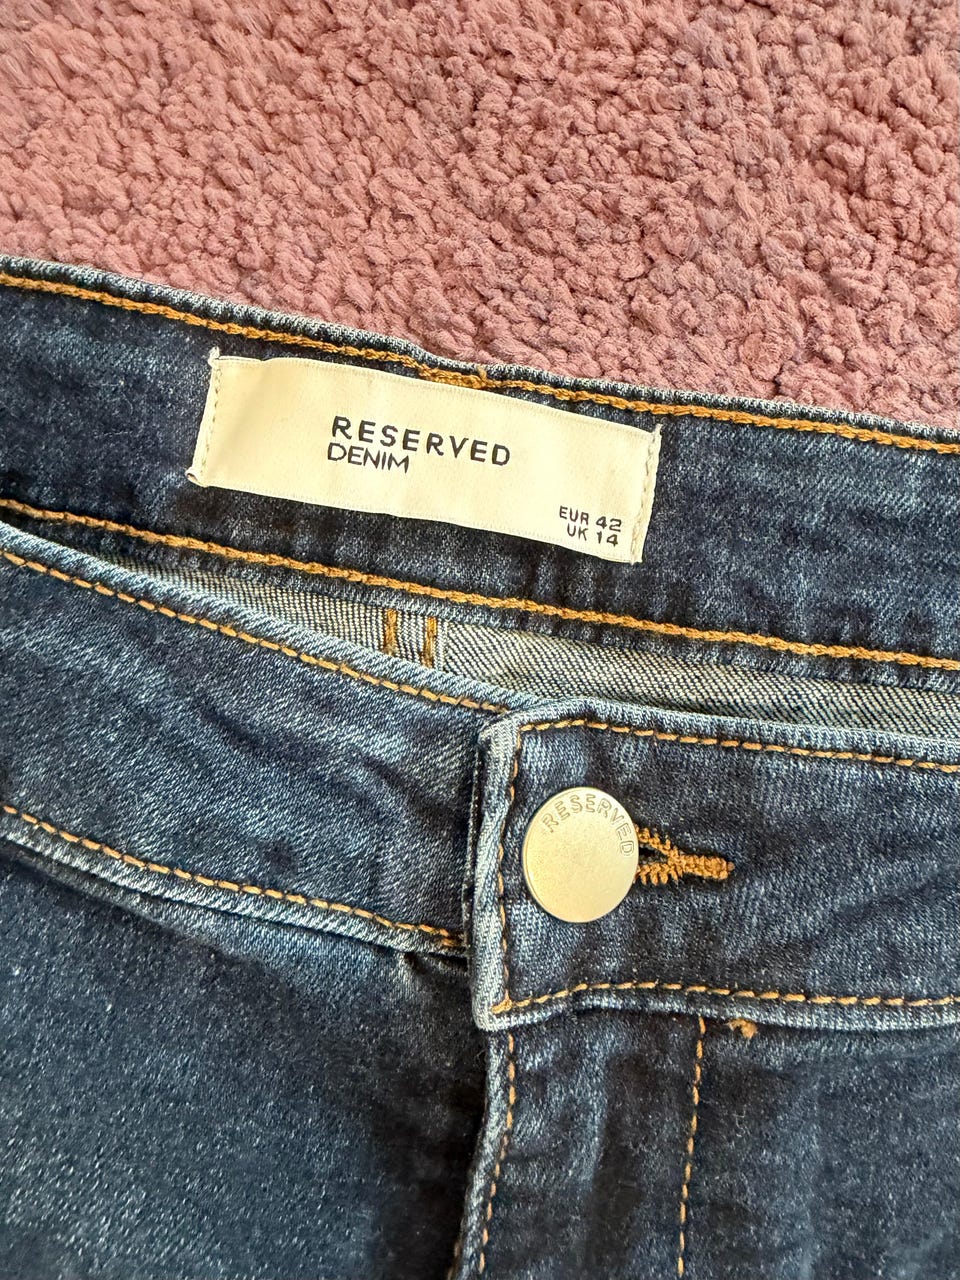 RESERVED
DENIM
EUR 42
UK 14
RESERVED